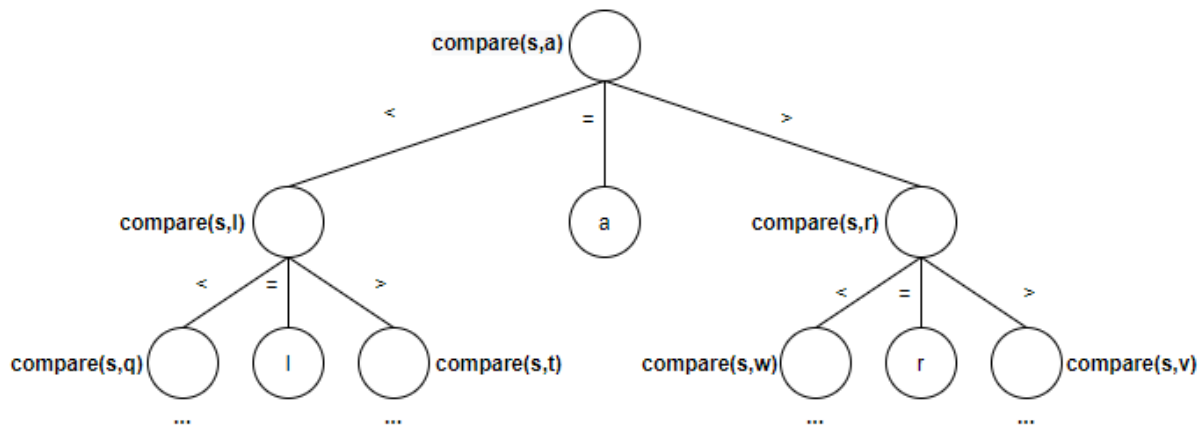 compare(s,a)
< = >
compare(s,l) a compare(s,r)
< = > < = >
compare(s,q) l compare(s,t) compare(s,w) r compare(s,v)
... ... ... ...